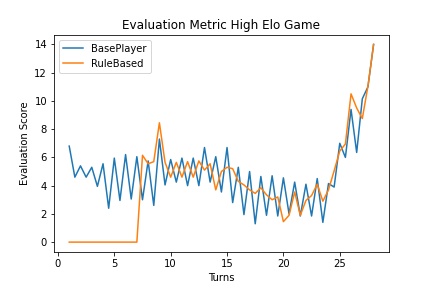 Evaluation Metric High Elo Game
BasePlayer
RuleBased
Evaluation Score
14
12
10
8
6
4
2
0
0 5 10 15 20 25
Turns